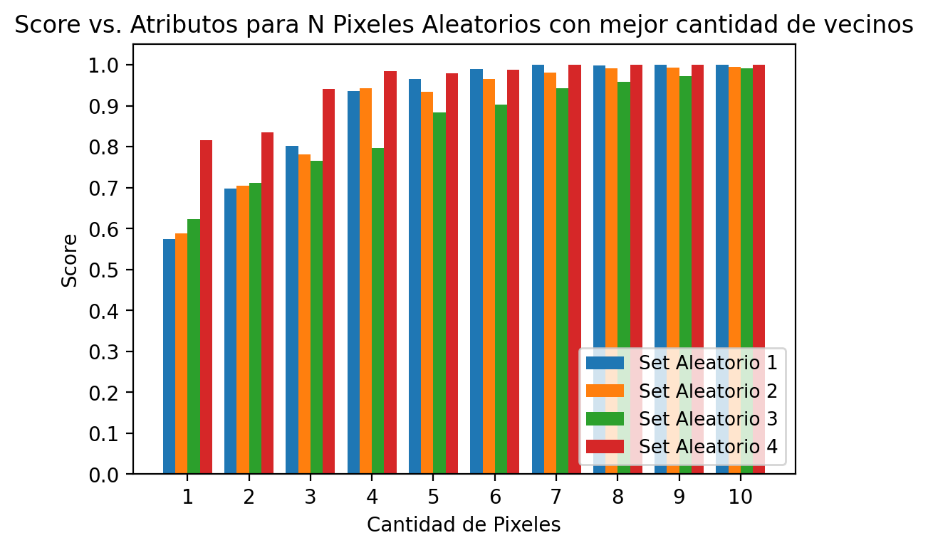 Score vs. Atributos para N Pixeles Aleatorios con mejor cantidad de vecinos
1.0
0.9
0.8
0.7
0.6
0.5
0.4
0.3
0.2
0.1
0.0
Score
Set Aleatorio 1
Set Aleatorio 2
Set Aleatorio 3
Set Aleatorio 4
1 2 3 4 5 6 7 8 9 10
Cantidad de Pixeles